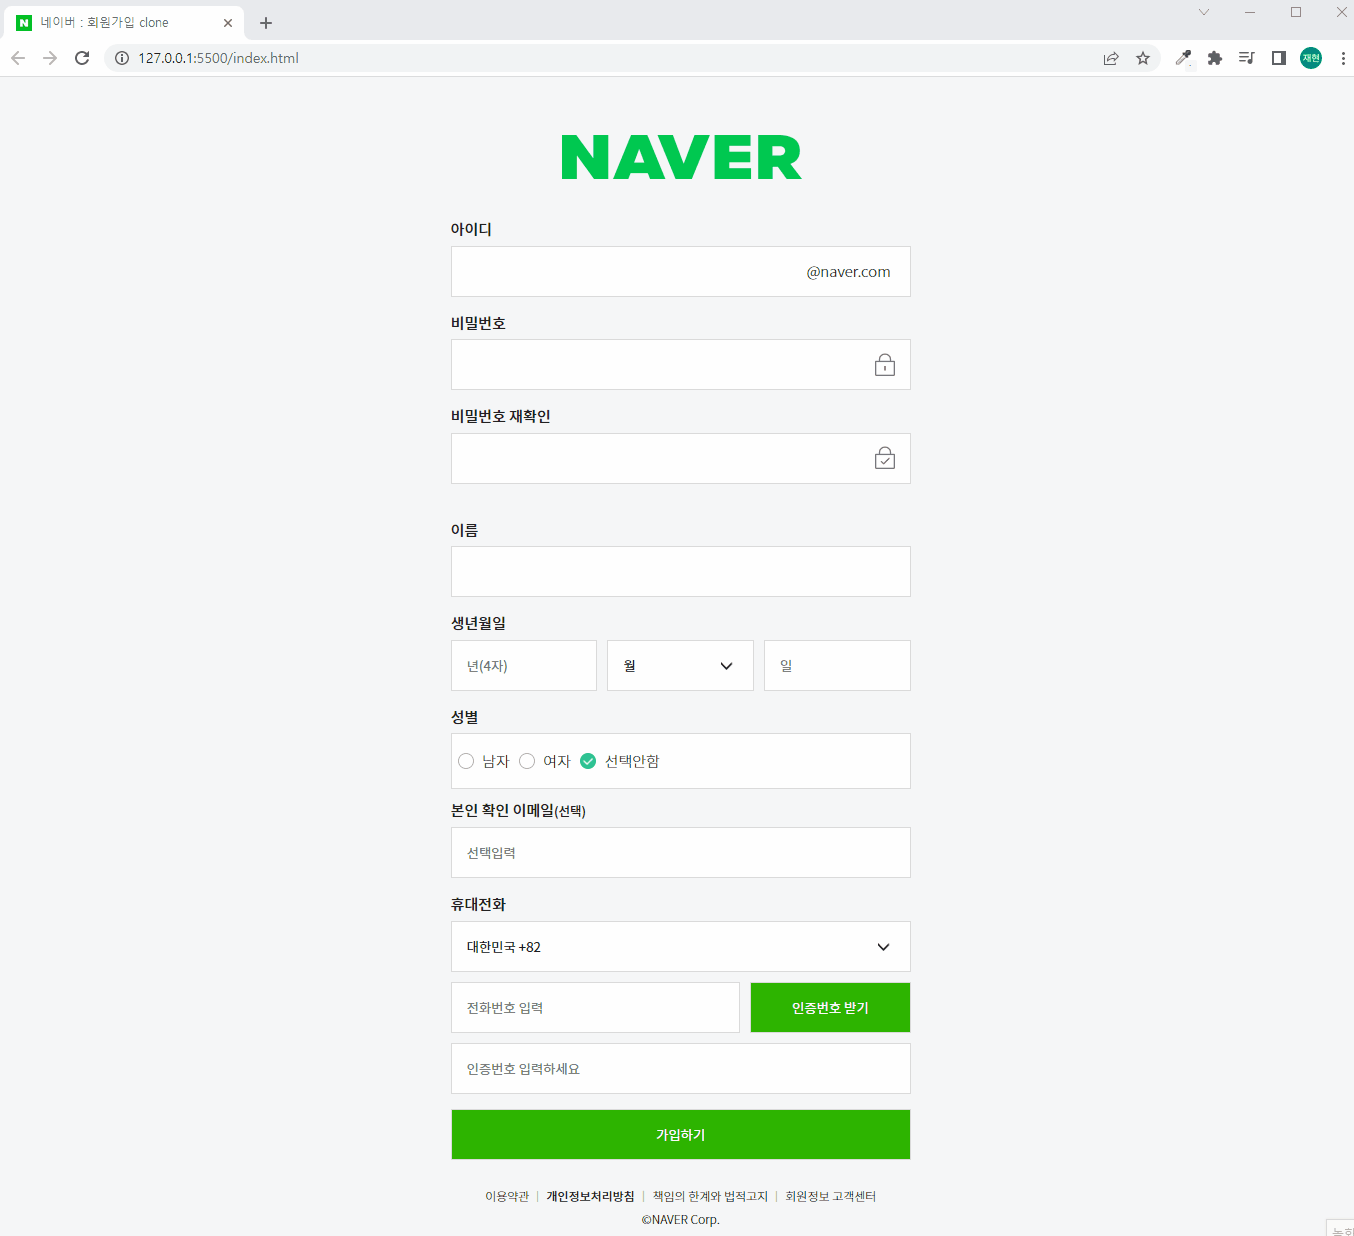 네이버 : 회원가입 clone
127.0.0.1:5500/index.html
재현
NAVER
아이디
@naver.com
비밀번호
비밀번호 재확인
이름
생년월일
년(4자) 월 일
성별
남자 여자 선택안함
본인 확인 이메일(선택)
선택입력
휴대전화
대한민국 +82
전화번호 입력 인증번호 받기
인증번호 입력하세요
가입하기
이용약관 | 개인정보처리방침 | 책임의 한계와 법적고지 | 회원정보 고객센터
©NAVER Corp.